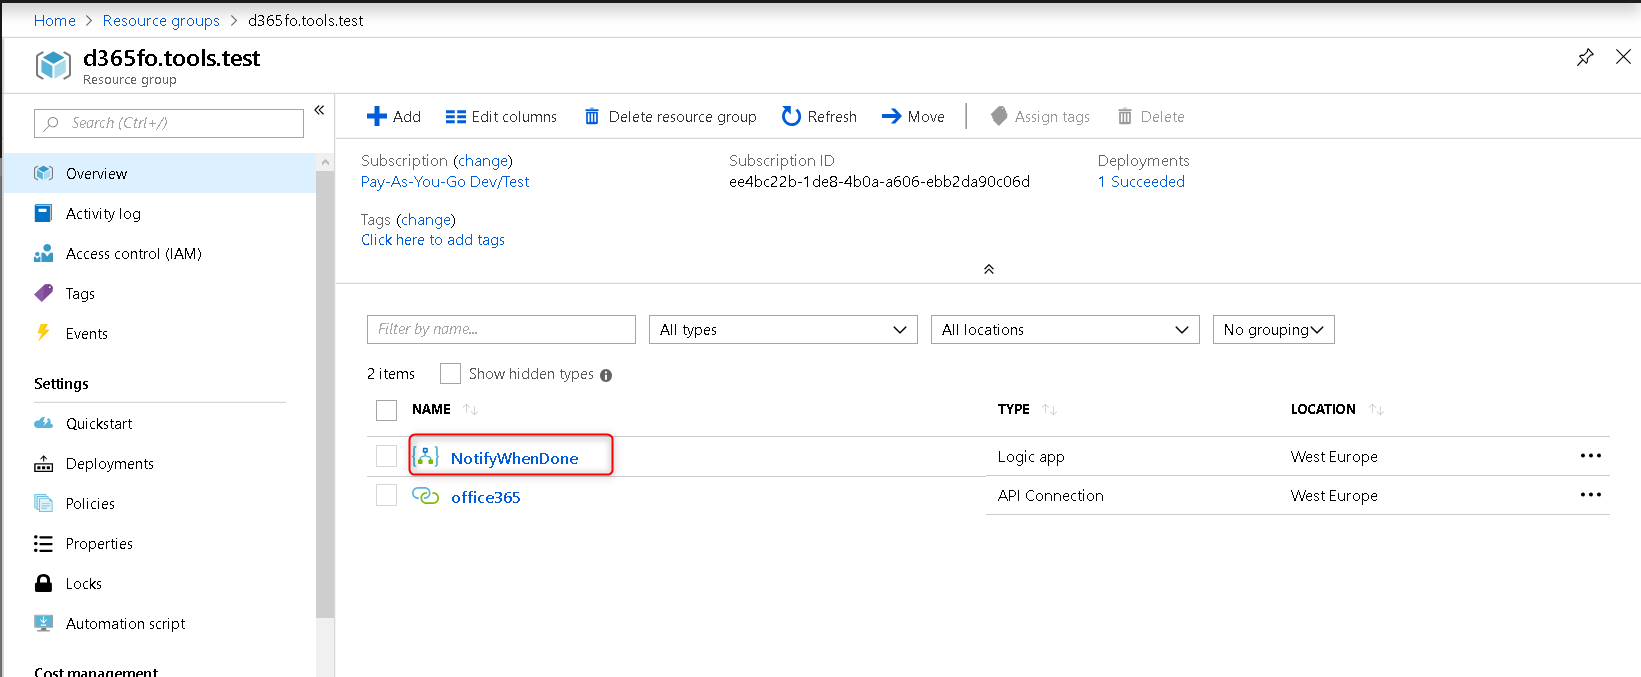 Home > Resource groups > d365fo.tools.test
d365fo.tools.test
Resource group
Search (Ctrl+/)
Overview
Activity log
Access control (IAM)
Tags
Events
Settings
Quickstart
Deployments
Policies
Properties
Locks
Automation script
Cost management
Add Edit columns Delete resource group Refresh Move Assign tags Delete
Subscription (change) Subscription ID Deployments
Pay-As-You-Go Dev/Test ee4bc22b-1de8-4b0a-a606-ebb2da90c06d 1 Succeeded
Tags (change)
Click here to add tags
Filter by name... All types All locations No grouping
2 items Show hidden types
NAME TYPE LOCATION
NotifyWhenDone Logic app West Europe
office365 API Connection West Europe